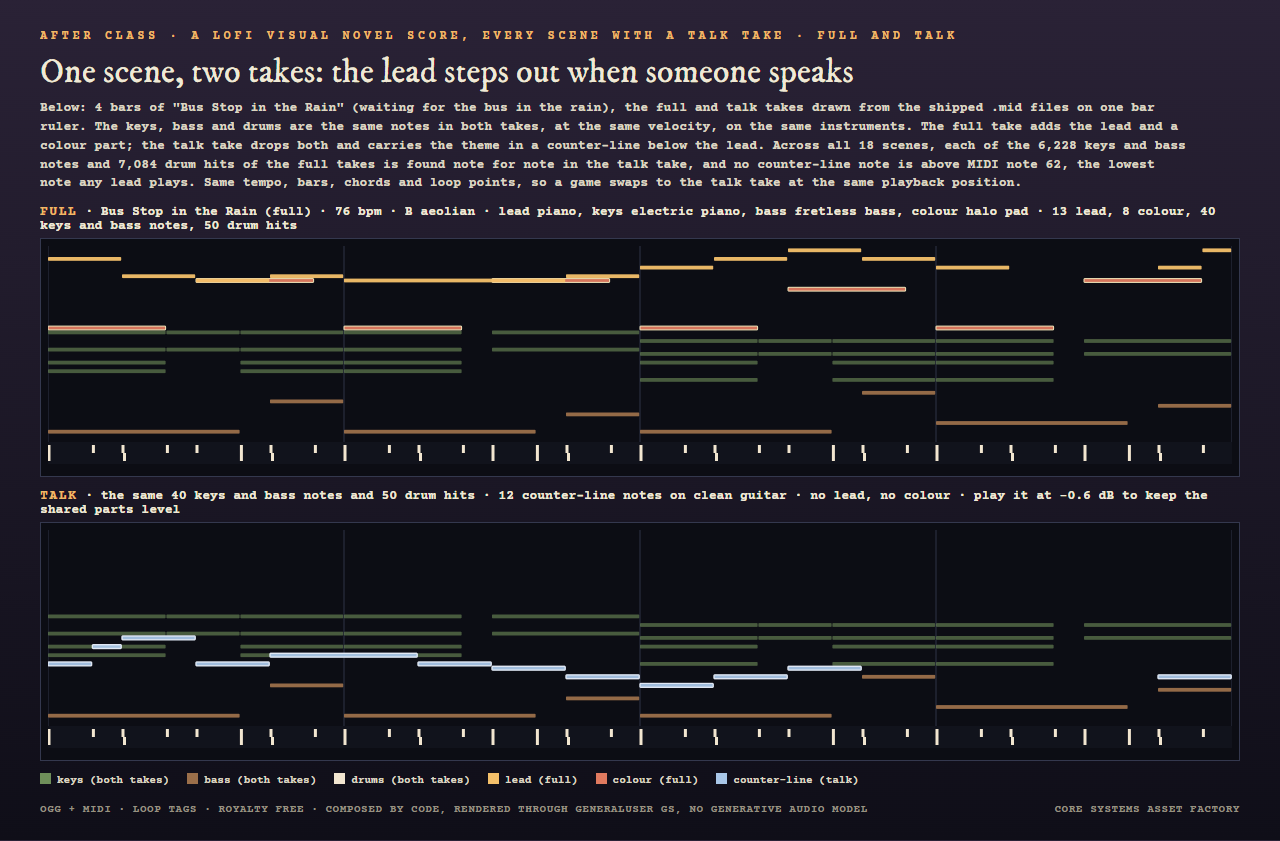 AFTER CLASS · A LOFI VISUAL NOVEL SCORE, EVERY SCENE WITH A TALK TAKE · FULL AND TALK
One scene, two takes: the lead steps out when someone speaks
Below: 4 bars of "Bus Stop in the Rain" (waiting for the bus in the rain), the full and talk takes drawn from the shipped .mid files on one bar
ruler. The keys, bass and drums are the same notes in both takes, at the same velocity, on the same instruments. The full take adds the lead and a
colour part; the talk take drops both and carries the theme in a counter-line below the lead. Across all 18 scenes, each of the 6,228 keys and bass
notes and 7,084 drum hits of the full takes is found note for note in the talk take, and no counter-line note is above MIDI note 62, the lowest
note any lead plays. Same tempo, bars, chords and loop points, so a game swaps to the talk take at the same playback position.
FULL · Bus Stop in the Rain (full) · 76 bpm · B aeolian · lead piano, keys electric piano, bass fretless bass, colour halo pad · 13 lead, 8 colour, 40
keys and bass notes, 50 drum hits
TALK · the same 40 keys and bass notes and 50 drum hits · 12 counter-line notes on clean guitar · no lead, no colour · play it at -0.6 dB to keep the
shared parts level
keys (both takes) bass (both takes) drums (both takes) lead (full) colour (full) counter-line (talk)
OGG + MIDI · LOOP TAGS · ROYALTY FREE · COMPOSED BY CODE, RENDERED THROUGH GENERALUSER GS, NO GENERATIVE AUDIO MODEL
CORE SYSTEMS ASSET FACTORY